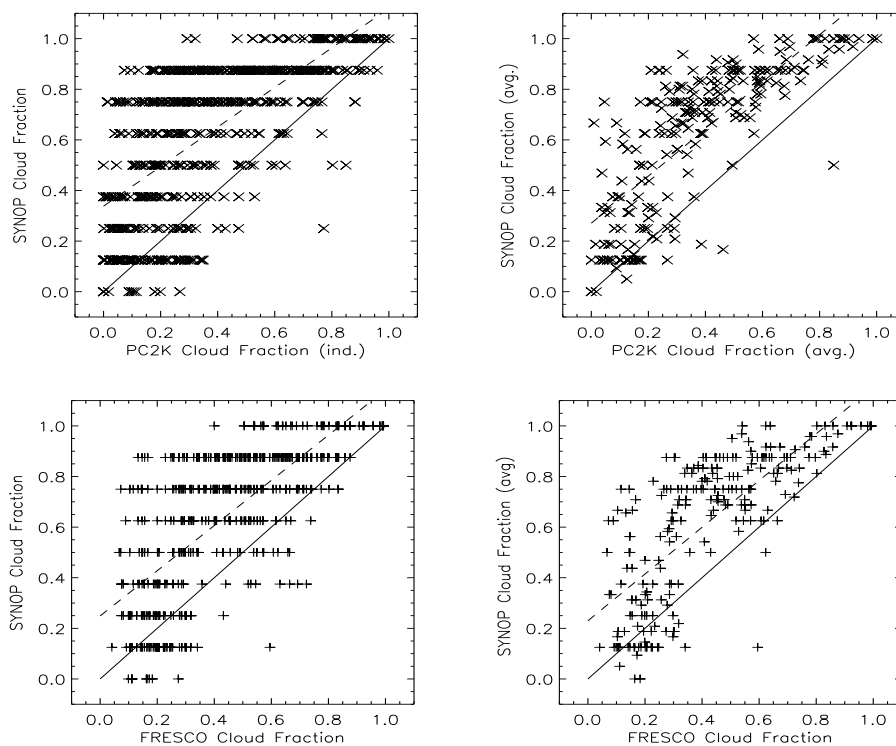 SYNOP Cloud Fraction
1.0
0.8
0.6
0.4
0.2
0.0
0.0 0.2 0.4 0.6 0.8 1.0
PC2K Cloud Fraction (ind.)
SYNOP Cloud Fraction (avg.)
1.0
0.8
0.6
0.4
0.2
0.0
0.0 0.2 0.4 0.6 0.8 1.0
PC2K Cloud Fraction (avg.)
SYNOP Cloud Fraction
1.0
0.8
0.6
0.4
0.2
0.0
0.0 0.2 0.4 0.6 0.8 1.0
FRESCO Cloud Fraction
SYNOP Cloud Fraction (avg)
1.0
0.8
0.6
0.4
0.2
0.0
0.0 0.2 0.4 0.6 0.8 1.0
FRESCO Cloud Fraction